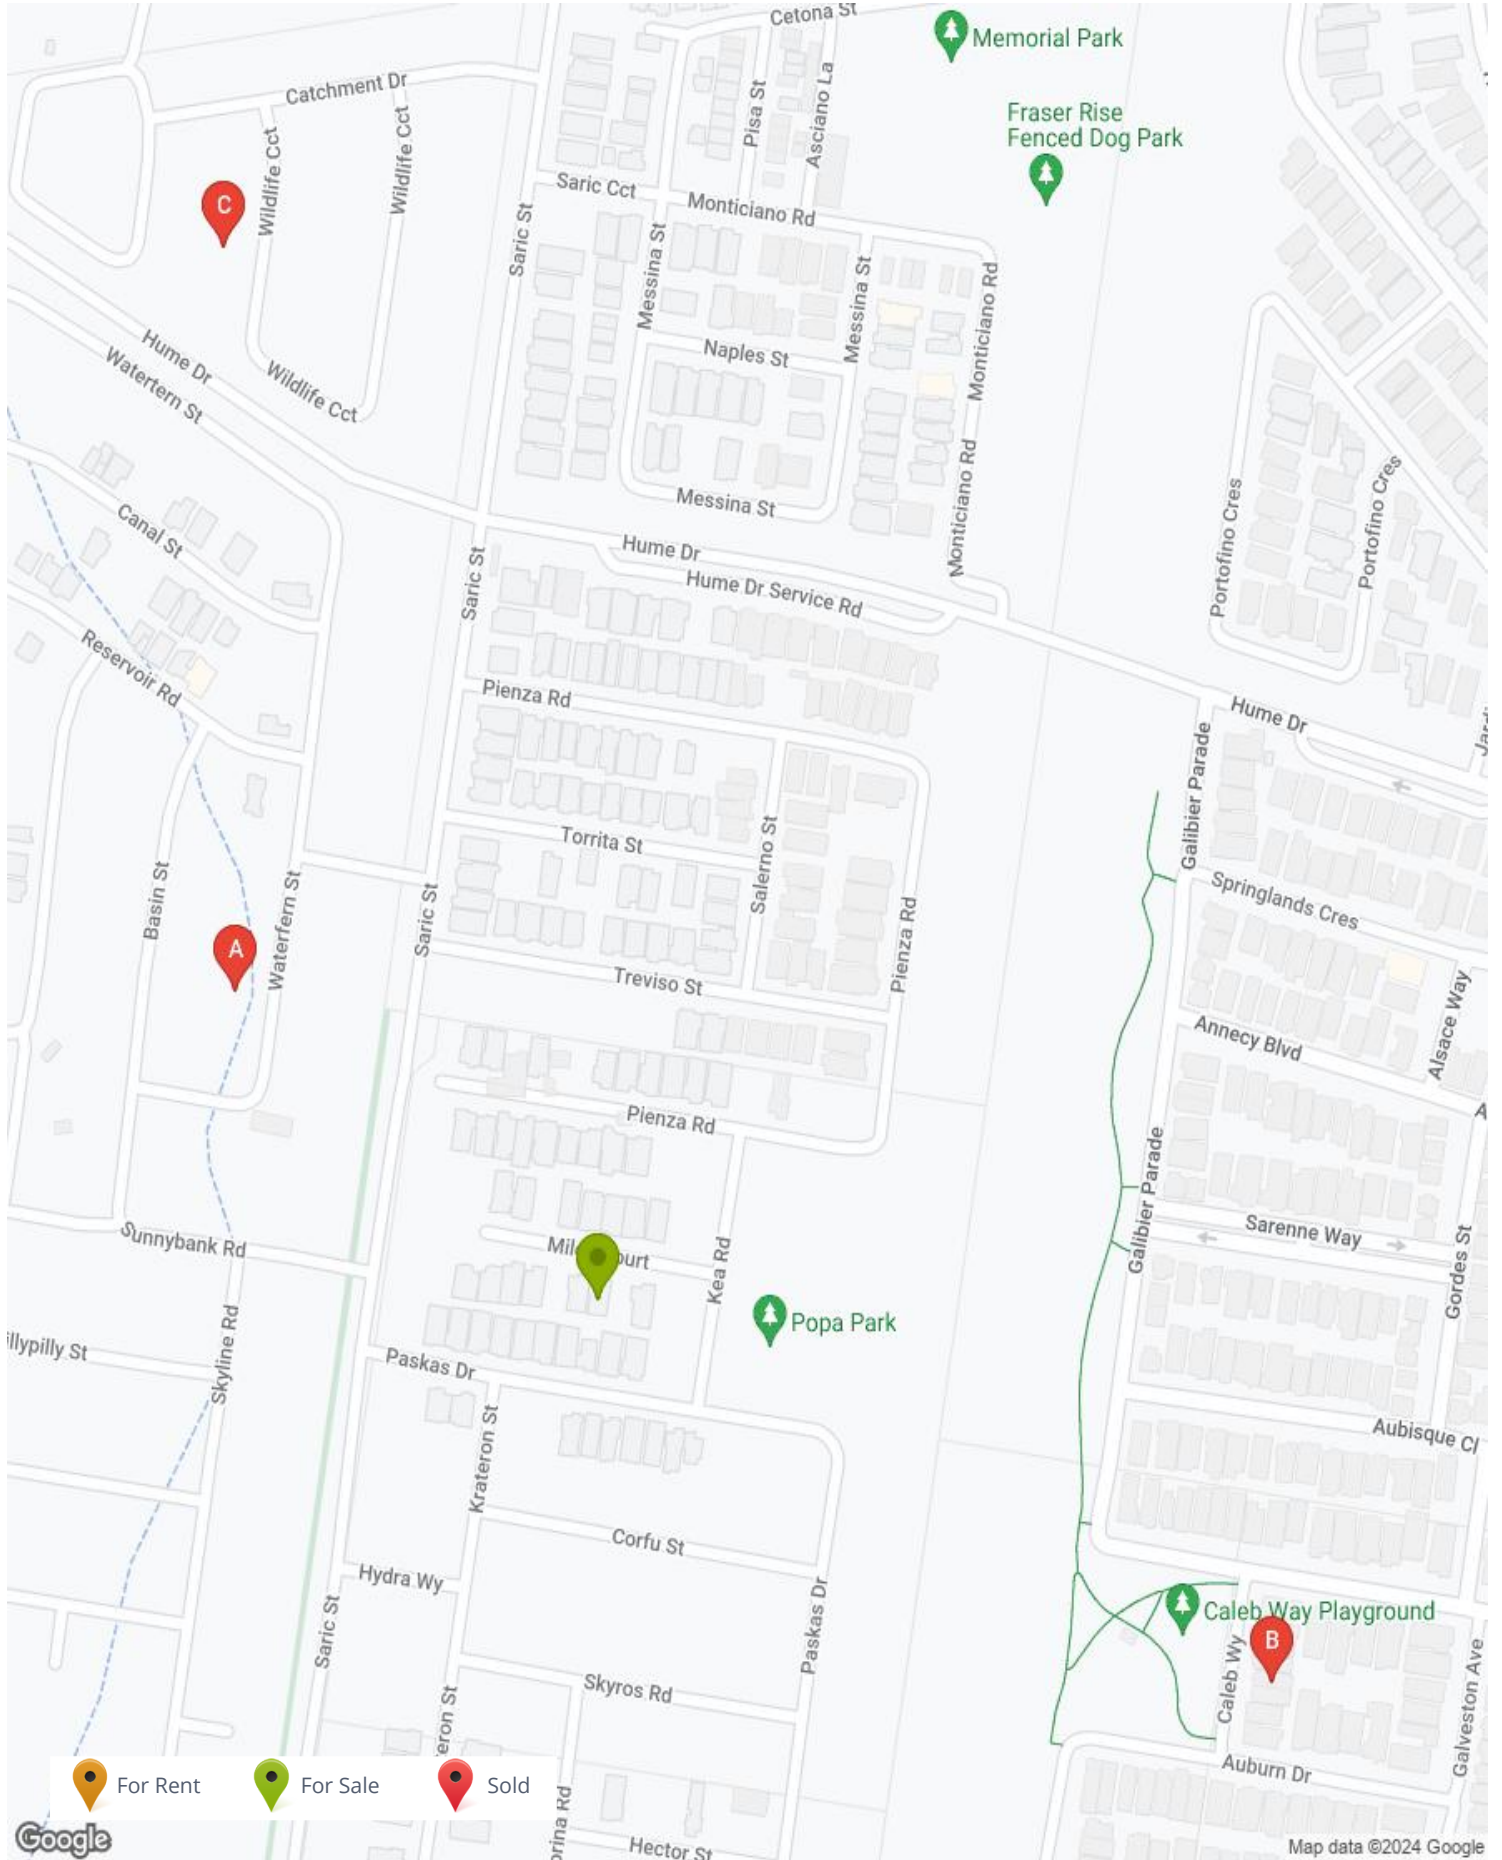 Cetona St
Memorial Park
Catchment Dr
Pisa St
Asciano La
Fraser Rise
Fenced Dog Park
Wildlife Cct
Wildlife Cct
C
Saric Cct
Monticiano Rd
Saric St
Messina St
Messina St
Monticiano Rd
Hume Dr
Naples St
Watertern St
Wildlife Cct
Monticiano Rd
Portofino Cres
Portofino Cres
Messina St
Canal St
Hume Dr
Saric St
Hume Dr Service Rd
Reservoir Rd
Pienza Rd
Hume Dr
Galibier Parade
Torrita St
Salerno St
Basin St
Waterfern St
Saric St
Springlands Cres
A
Pienza Rd
Treviso St
Alsace Way
Annecy Blvd
Pienza Rd
Galibier Parade
Sunnybank Rd
Kea Rd
Sarenne Way
Gordes St
Popa Park
Skyline Rd
illypilly St
Paskas Dr
Aubisque Cl
Krateron St
Corfu St
Hydra Wy
Paskas Dr
Saric St
Caleb Way Playground
B
Caleb Wy
Galveston Ave
Skyros Rd
eron St
Auburn Dr
For Rent
For Sale
Sold
orina Rd
Hector St
Google
Map data ©2024 Google